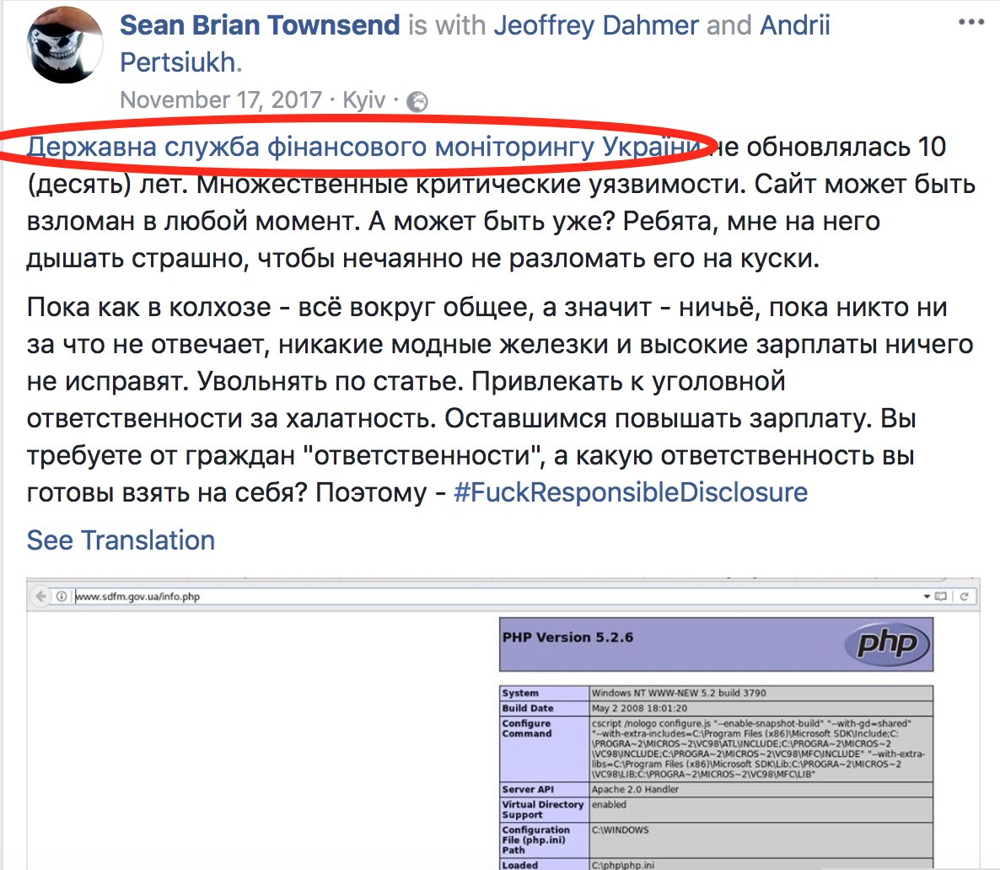 Sean Brian Townsend is with Jeoffrey Dahmer and Andrii
Pertsiukh.
November 17, 2017 · Kyiv ·
Державна служба фінансового моніторингу України не обновлялась 10
(десять) лет. Множественные критические уязвимости. Сайт может быть
взломан в любой момент. А может быть уже? Ребята, мне на него
дышать страшно, чтобы нечаянно не разломать его на куски.
Пока как в колхозе - всё вокруг общее, а значит - ничьё, пока никто ни
за что не отвечает, никакие модные железки и высокие зарплаты ничего
не исправят. Увольнять по статье. Привлекать к уголовной
ответственности за халатность. Оставшимся повышать зарплату. Вы
требуете от граждан "ответственности", а какую ответственность вы
готовы взять на себя? Поэтому - #FuckResponsibleDisclosure
See Translation
www.sdfm.gov.ua/info.php
PHP Version 5.2.6
php
System Windows NT WWW-NEW 5.2 build 3790
Build Date May 2 2008 18:01:20
Configure cscript /nologo configure.js "--enable-snapshot-build" "--with-gd=shared"
Command "--with-extra-includes=C:\Program Files (x86)\Microsoft SDK\Include;C:
\PROGRA~2\MICROS~2\VC98\ATL\INCLUDE;C:\PROGRA~2\MICROS~2
\VC98\INCLUDE;C:\PROGRA~2\MICROS~2\VC98\MFC\INCLUDE" "--with-extra-
libs=C:\Program Files (x86)\Microsoft SDK\Lib;C:\PROGRA~2\MICROS~2
\VC98\LIB;C:\PROGRA~2\MICROS~2\VC98\MFC\LIB"
Server API Apache 2.0 Handler
Virtual Directory enabled
Support
Configuration C:\WINDOWS
File (php.ini)
Path
Loaded C:\php\php.ini